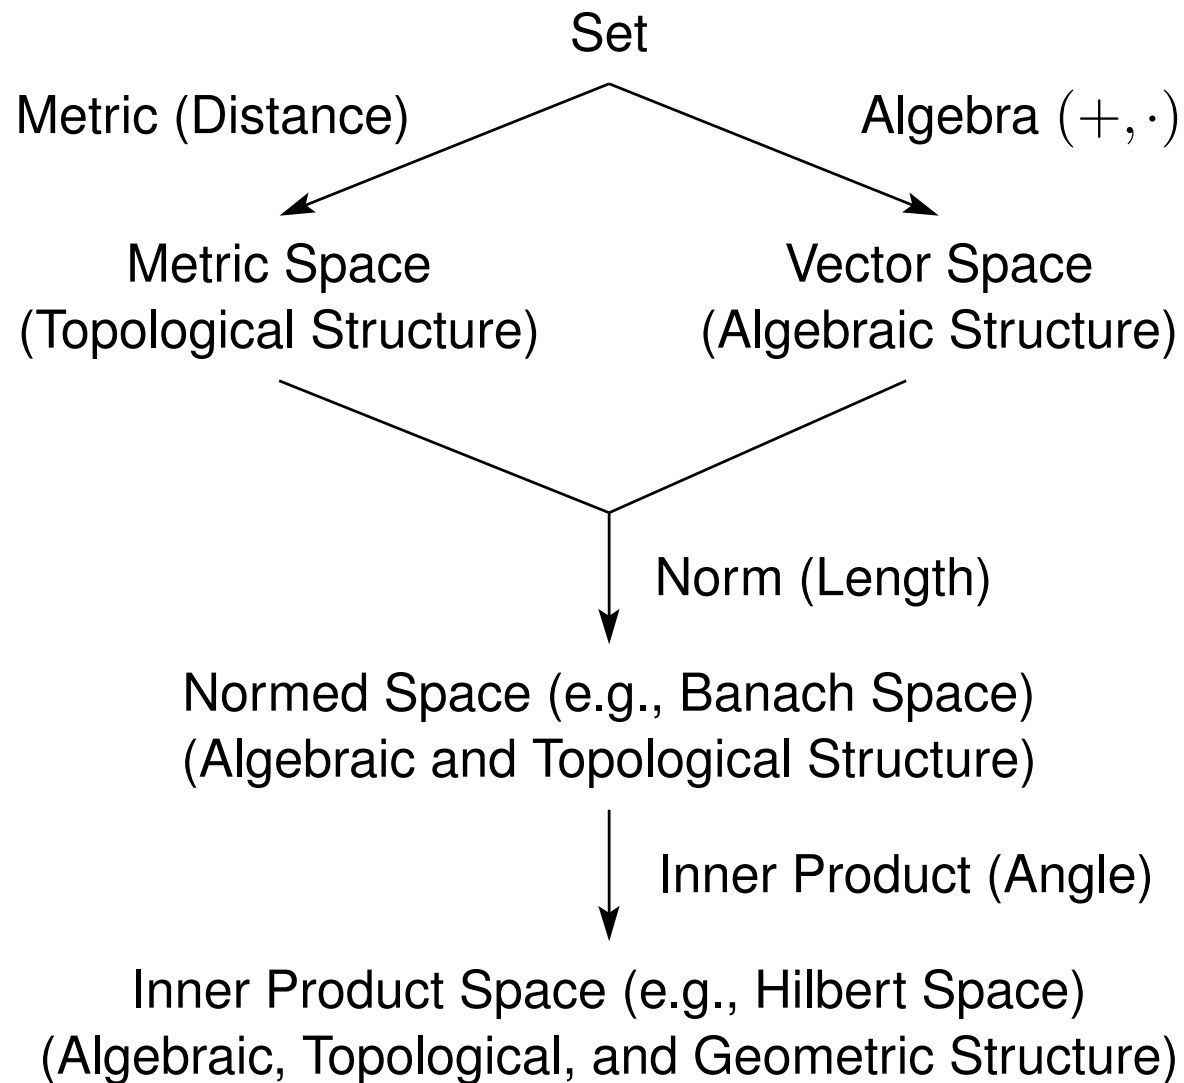 Set
Metric (Distance)
Algebra (+, ·)
Metric Space
(Topological Structure)
Vector Space
(Algebraic Structure)
Norm (Length)
Normed Space (e.g., Banach Space)
(Algebraic and Topological Structure)
Inner Product (Angle)
Inner Product Space (e.g., Hilbert Space)
(Algebraic, Topological, and Geometric Structure)